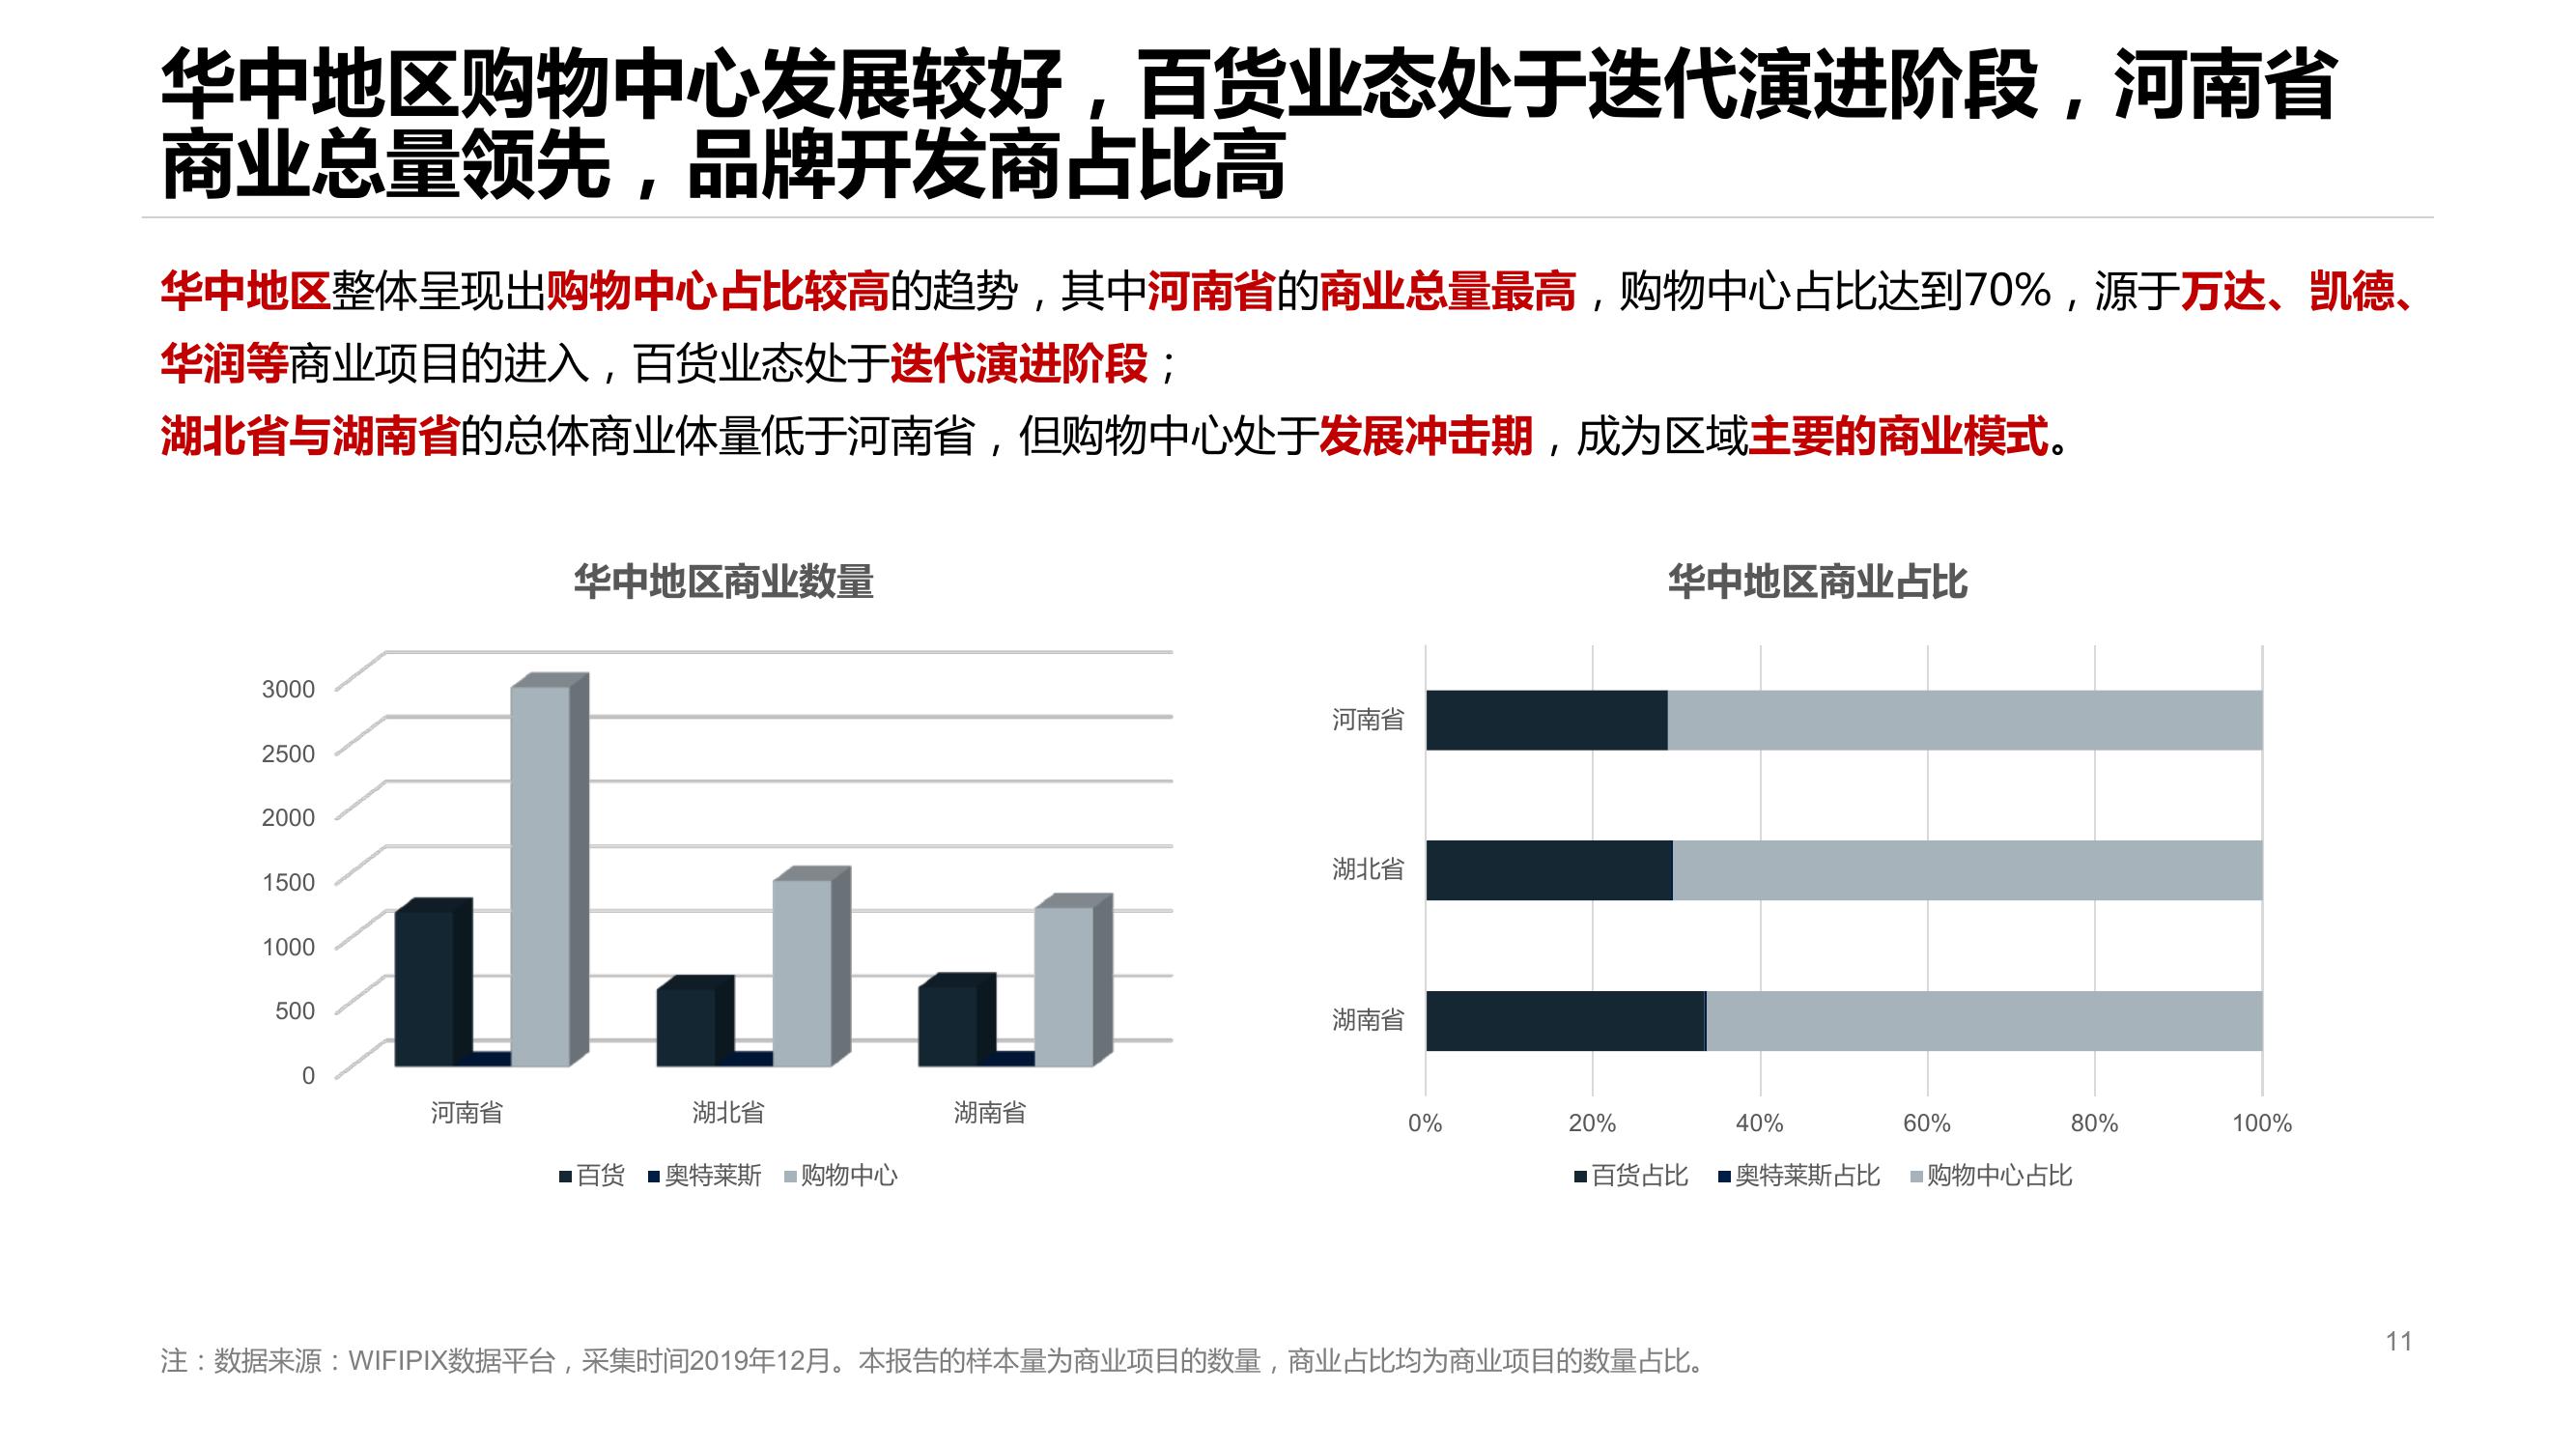 华中地区购物中心发展较好，百货业态处于迭代演进阶段，河南省
商业总量领先，品牌开发商占比高
华中地区整体呈现出购物中心占比较高的趋势，其中河南省的商业总量最高，购物中心占比达到70%，源于万达、凯德、
华润等商业项目的进入，百货业态处于迭代演进阶段；
湖北省与湖南省的总体商业体量低于河南省，但购物中心处于发展冲击期，成为区域主要的商业模式。
华中地区商业数量
3000
2500
2000
1500
1000
500
0
河南省 湖北省 湖南省
百货 奥特莱斯 购物中心
华中地区商业占比
河南省
湖北省
湖南省
0% 20% 40% 60% 80% 100%
百货占比 奥特莱斯占比 购物中心占比
11
注：数据来源：WIFIPIX数据平台，采集时间2019年12月。本报告的样本量为商业项目的数量，商业占比均为商业项目的数量占比。